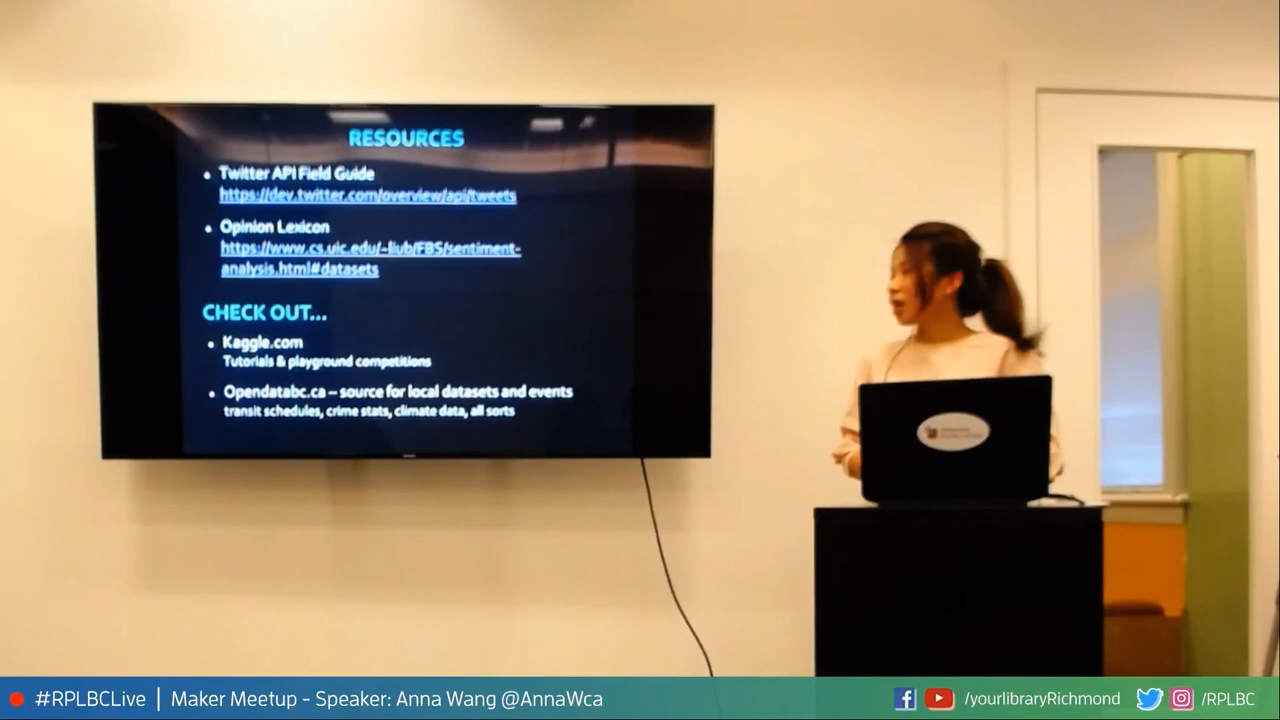 RESOURCES
Twitter API Field Guide
https://dev.twitter.com/overview/api/tweets
Opinion Lexicon
https://www.cs.uic.edu/~liub/FBS/sentiment-
analysis.html#datasets
CHECK OUT...
Kaggle.com
Tutorials & playground competitions
Opendatabc.ca – source for local datasets and events
transit schedules, crime stats, climate data, all sorts
#RPLBCLive | Maker Meetup - Speaker: Anna Wang @AnnaWca
/yourlibraryRichmond
/RPLBC